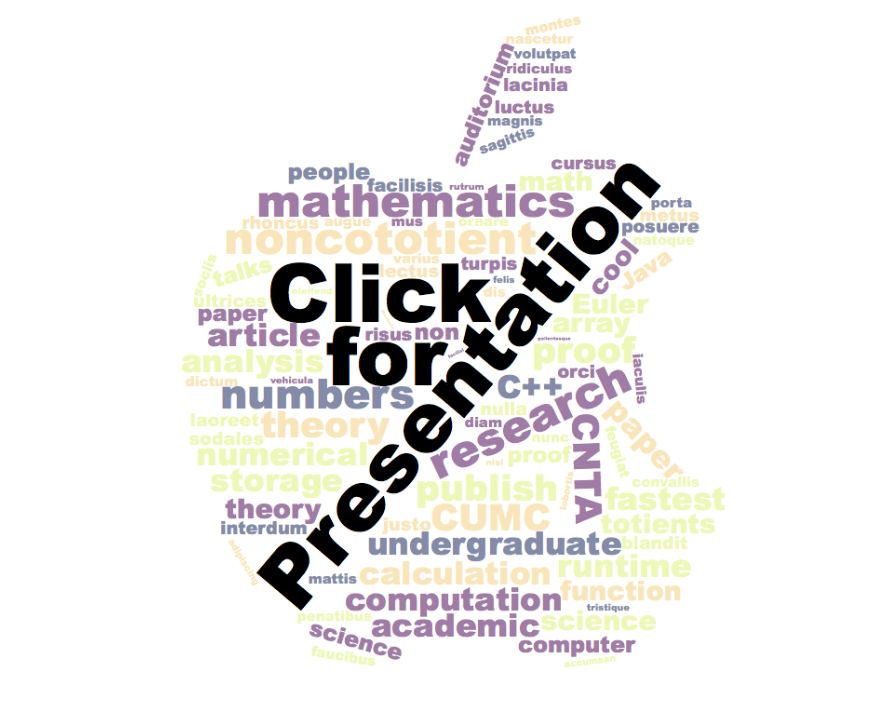 montes
nascetur
volutpat
auditorium
ridiculus
lacinia
luctus
magnis
sagittis
people
cursus
facilisis
rutrum
math
mathematics
porta
metus
rhoncus
augue
mus
ornare
posuere
noncototient
natoque
cool
sociis
talks
varius
lectus
turpis
felis
Java
dis
Click
ultrices
Euler
paper
article
risus
non
array
for
Presentation
pellentesque
analysis
proof
dictum
vehicula
numbers
C++
orci
iaculis
research
nulla
laoreet
theory
diam
paper
sodales
nunc
CNTA
feugiat
numerical
nisl
proof
storage
lobortis
convallis
publish
fastest
theory
justo
CUMC
totients
interdum
undergraduate
blandit
adipiscing
mattis
calculation
runtime
function
computation
tristique
penatibus
academic
science
science
computer
faucibus
accumsan